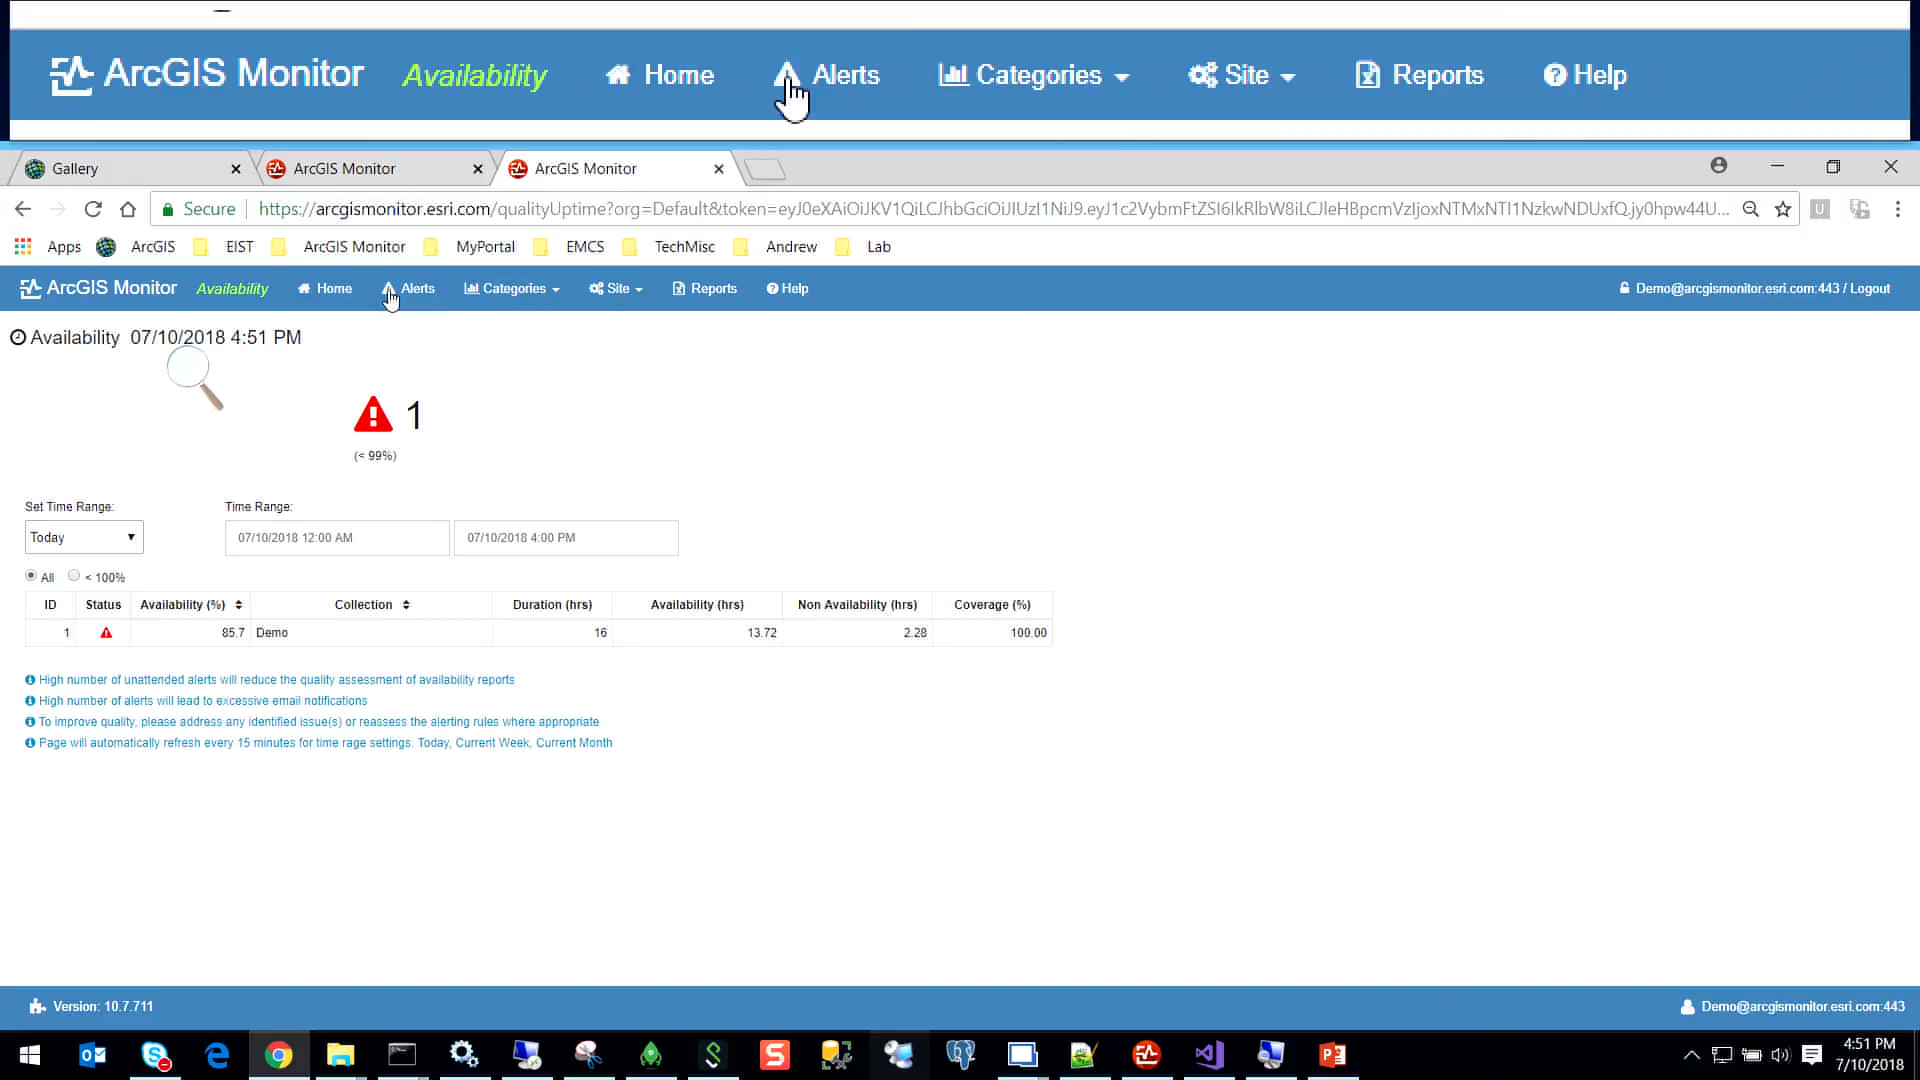 ArcGIS Monitor Availability Home Alerts Categories Site Reports Help
Gallery ArcGIS Monitor ArcGIS Monitor
Secure https://arcgismonitor.esri.com/qualityUptime?org=Default&token=eyJ0eXAiOiJKV1QiLCJhbGciOiJIUzI1NiJ9.eyJ1c2VybmFtZSI6IkRlbW8iLCJleHBpcmVzIjoxNTMxNTI1NzkwNDUxfQ.jy0hpw44U...
Apps ArcGIS EIST ArcGIS Monitor MyPortal EMCS TechMisc Andrew Lab
ArcGIS Monitor Availability Home Alerts Categories Site Reports Help Demo@arcgismonitor.esri.com:443 / Logout
Availability 07/10/2018 4:51 PM
1
(< 99%)
Set Time Range: Time Range:
Today 07/10/2018 12:00 AM 07/10/2018 4:00 PM
All < 100%
ID Status Availability (%) Collection Duration (hrs) Availability (hrs) Non Availability (hrs) Coverage (%)
1 85.7 Demo 16 13.72 2.28 100.00
High number of unattended alerts will reduce the quality assessment of availability reports
High number of alerts will lead to excessive email notifications
To improve quality, please address any identified issue(s) or reassess the alerting rules where appropriate
Page will automatically refresh every 15 minutes for time rage settings: Today, Current Week, Current Month
Version: 10.7.711 Demo@arcgismonitor.esri.com:443
4:51 PM
7/10/2018